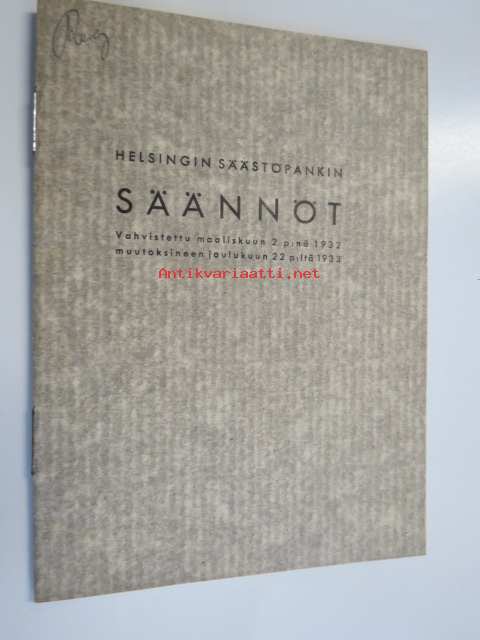 HELSINGIN SÄÄSTÖPANKIN
SÄÄNNÖT
Vahvistettu maaliskuun 2 p:nä 1932
muutoksineen joulukuun 22 p:ltä 1933
Antikvariaatti.net